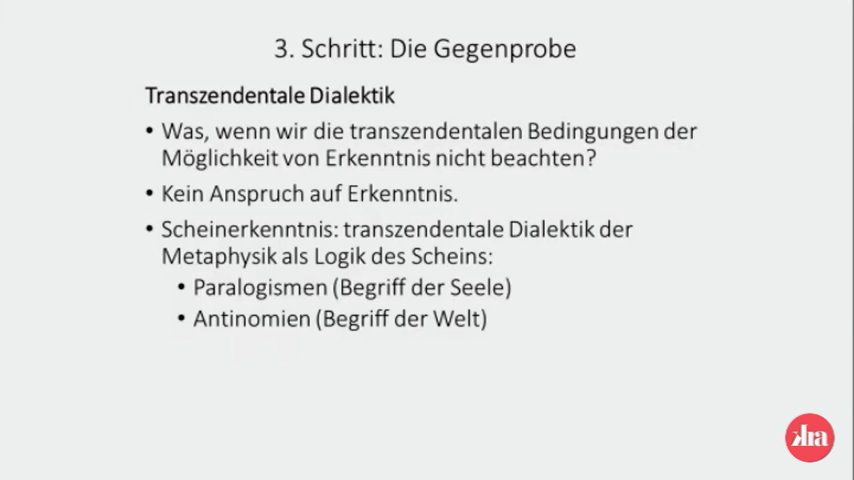 3. Schritt: Die Gegenprobe
Transzendentale Dialektik
• Was, wenn wir die transzendentalen Bedingungen der
Möglichkeit von Erkenntnis nicht beachten?
• Kein Anspruch auf Erkenntnis.
• Scheinerkenntnis: transzendentale Dialektik der
Metaphysik als Logik des Scheins:
• Paralogismen (Begriff der Seele)
• Antinomien (Begriff der Welt)